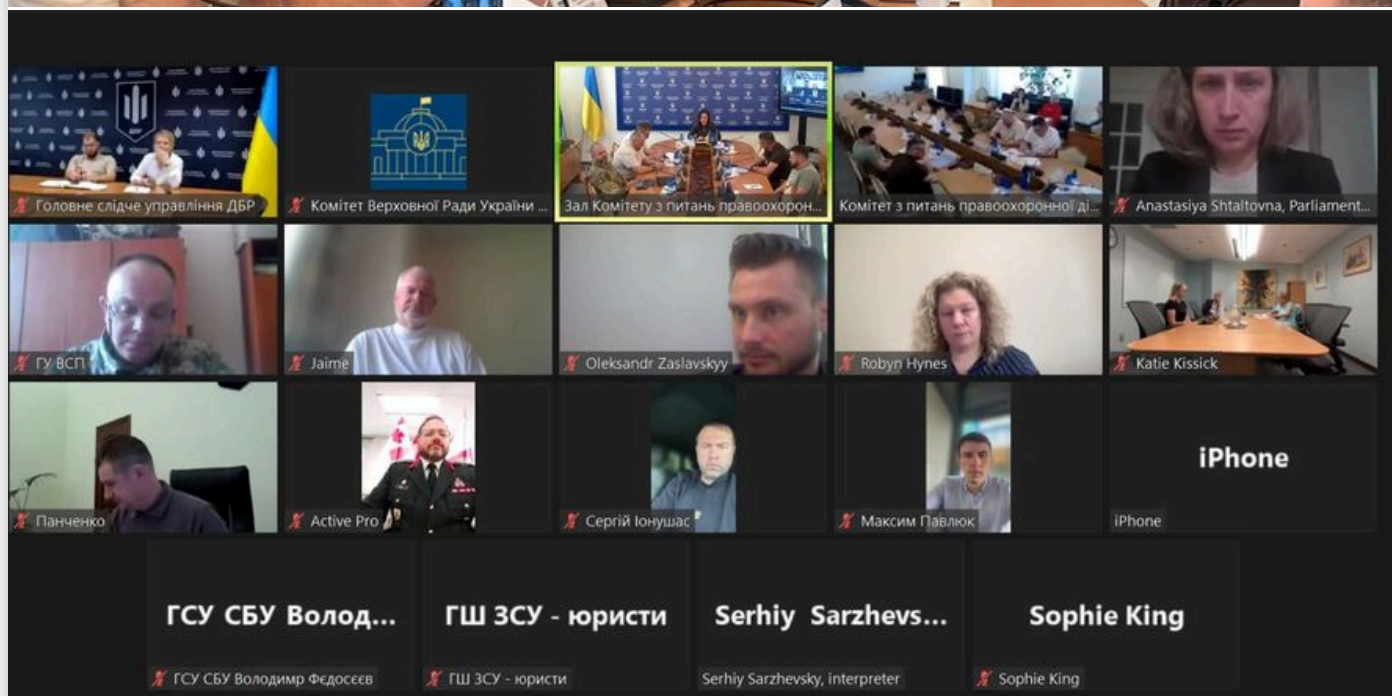 Головне слідче управління ДБР
Комітет Верховної Ради України ...
Зал Комітету з питань правоохорон...
Комітет з питань правоохоронної ді...
Anastasiya Shtaltovna, Parliament...
ГУ ВСП
Jaime
Oleksandr Zaslavskyy
Robyn Hynes
Katie Kissick
Панченко
Active Pro
Сергій Іонушас
Максим Павлюк
iPhone
iPhone
ГСУ СБУ Волод...
ГСУ СБУ Володимр Федосєєв
ГШ ЗСУ - юристи
ГШ ЗСУ - юристи
Serhiy Sarzhevs...
Serhiy Sarzhevsky, interpreter
Sophie King
Sophie King